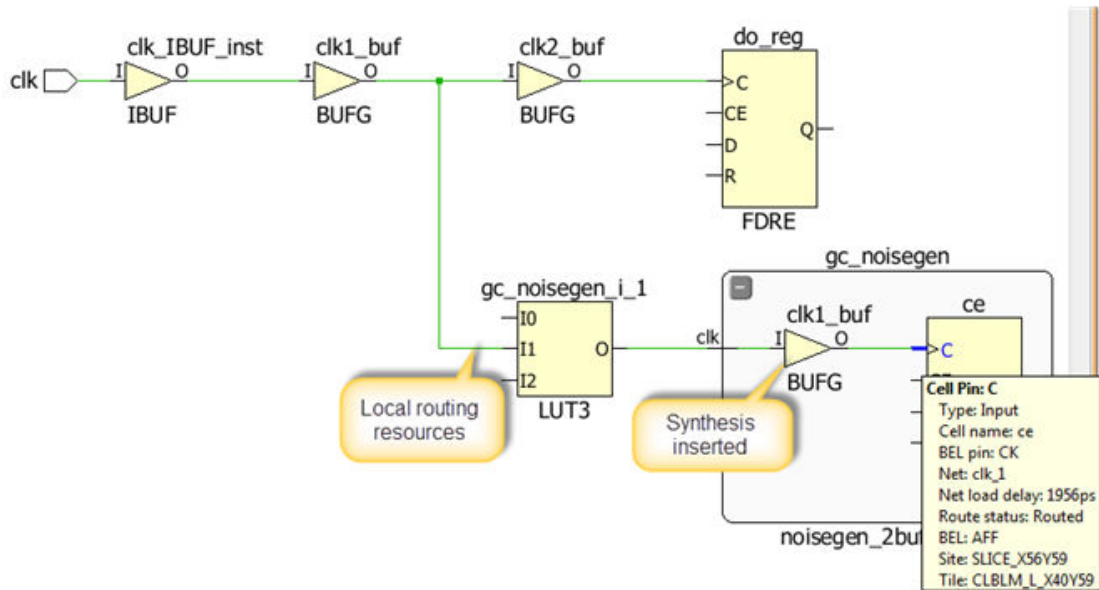 clk
clk_IBUF_inst
I
O
IBUF
clk1_buf
I
O
BUFG
clk2_buf
I
O
BUFG
do_reg
C
CE
D
R
Q
FDRE
gc_noisegen_i_1
I0
I1
I2
O
LUT3
Local routing
resources
gc_noisegen
clk
clk1_buf
I
O
BUFG
Synthesis
inserted
ce
C
noisegen_2buf
Cell Pin: C
Type: Input
Cell name: ce
BEL pin: CK
Net: clk_1
Net load delay: 1956ps
Route status: Routed
BEL: AFF
Site: SLICE_X56Y59
Tile: CLBLM_L_X40Y59